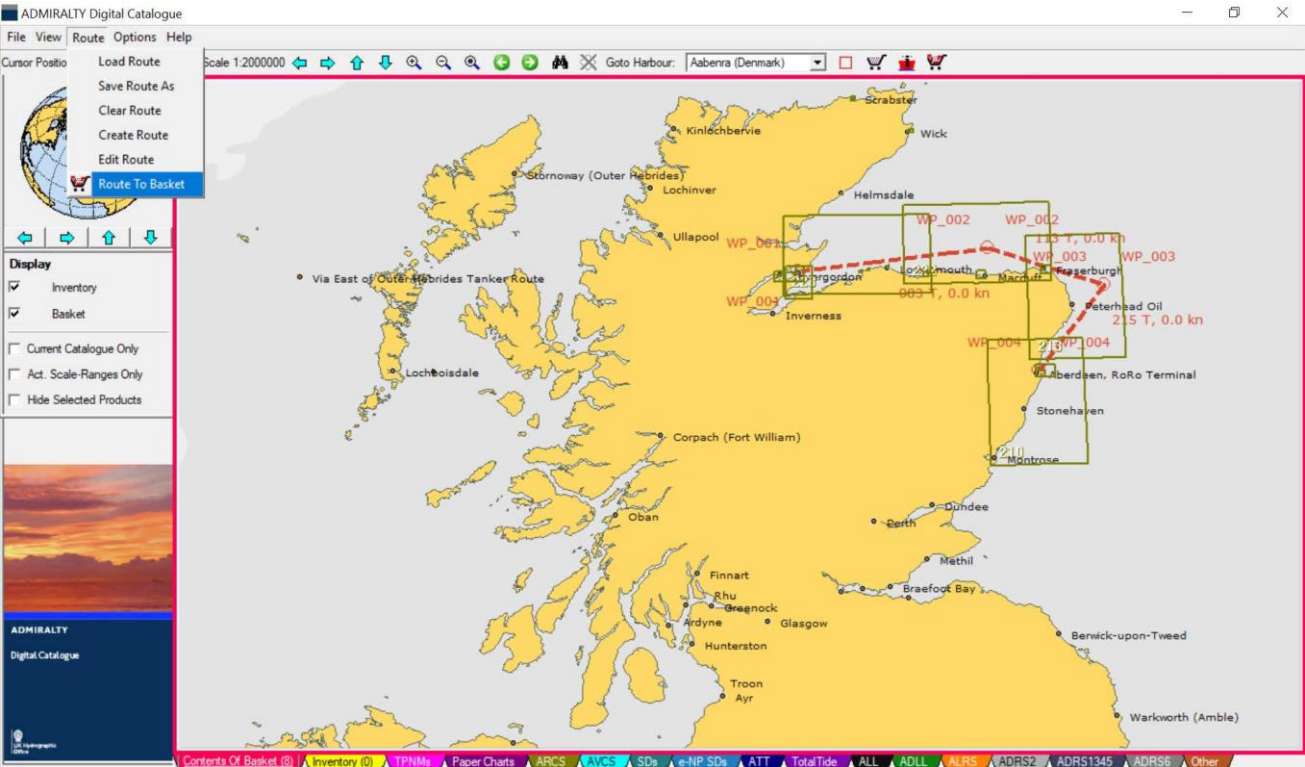 ADMIRALTY Digital Catalogue
File View Route Options Help
Cursor Positio
Scale 1:2000000
Goto Harbour: Aabenra (Denmark)
Load Route
Save Route As
Clear Route
Create Route
Edit Route
Route To Basket
Display
Inventory
Basket
Current Catalogue Only
Act. Scale-Ranges Only
Hide Selected Products
ADMIRALTY
Digital Catalogue
UK Hydrographic
Office
Scrabster
Kinlochbervie
Wick
Stornoway (Outer Hebrides)
Lochinver
Helmsdale
WP_002 WP_002
Ullapool
WP_001
113 T, 0.0 kn
WP_003 WP_003
Via East of Outer Hebrides Tanker Route
Fraserburgh
Macduff
WP_001
093 T, 0.0 kn
Inverness
Peterhead Oil
215 T, 0.0 kn
WP_004 WP_004
213
Lochboisdale
Aberdeen, RoRo Terminal
Stonehaven
Corpach (Fort William)
210
Montrose
Dundee
Oban
Perth
Methil
Finnart
Braefoot Bay
Rhu
Greenock
Ardyne
Glasgow
Hunterston
Berwick-upon-Tweed
Troon
Ayr
Warkworth (Amble)
Contents Of Basket (8) Inventory (0) TPNMs Paper Charts ARCS AVCS SDs e-NP SDs ATT TotalTide ALL ADLL ALRS ADRS2 ADRS1345 ADRS6 Other